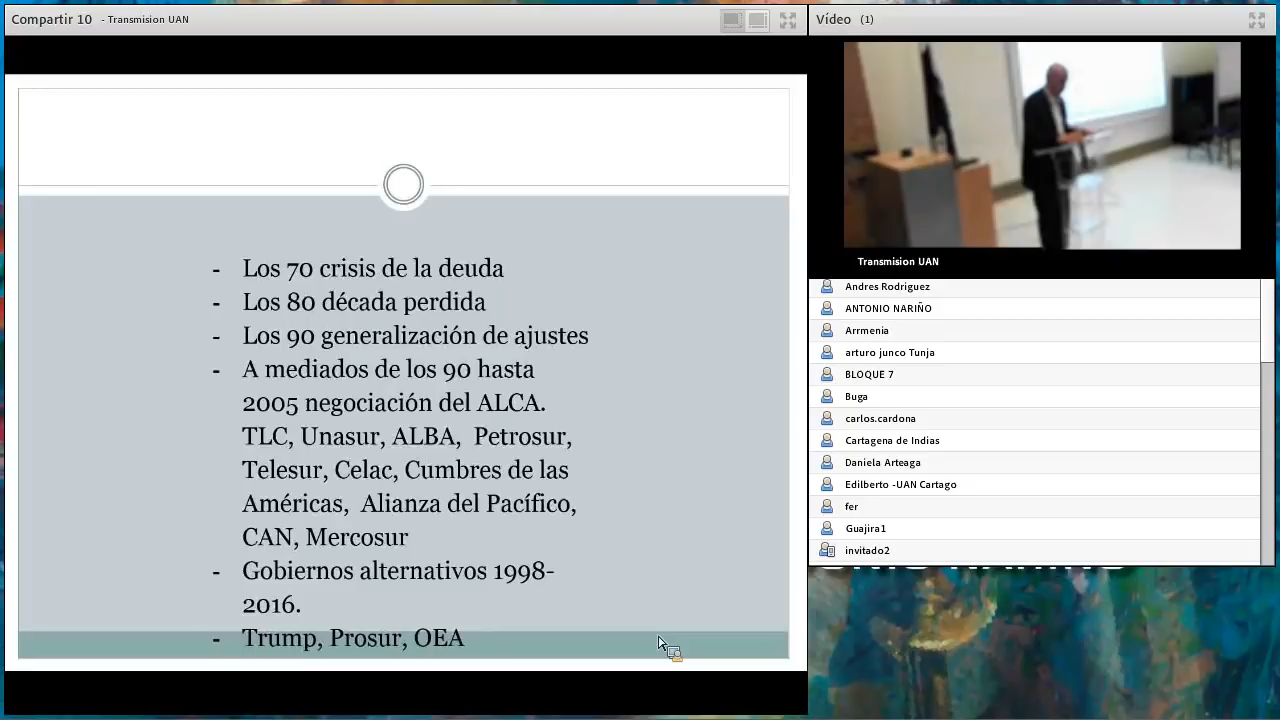 Compartir 10 - Transmision UAN
- Los 70 crisis de la deuda
- Los 80 década perdida
- Los 90 generalización de ajustes
- A mediados de los 90 hasta
2005 negociación del ALCA.
TLC, Unasur, ALBA, Petrosur,
Telesur, Celac, Cumbres de las
Américas, Alianza del Pacífico,
CAN, Mercosur
- Gobiernos alternativos 1998-
2016.
- Trump, Prosur, OEA
Vídeo (1)
Transmision UAN
Andres Rodriguez
ANTONIO NARIÑO
Arrmenia
arturo junco Tunja
BLOQUE 7
Buga
carlos.cardona
Cartagena de Indias
Daniela Arteaga
Edilberto -UAN Cartago
fer
Guajira1
invitado2